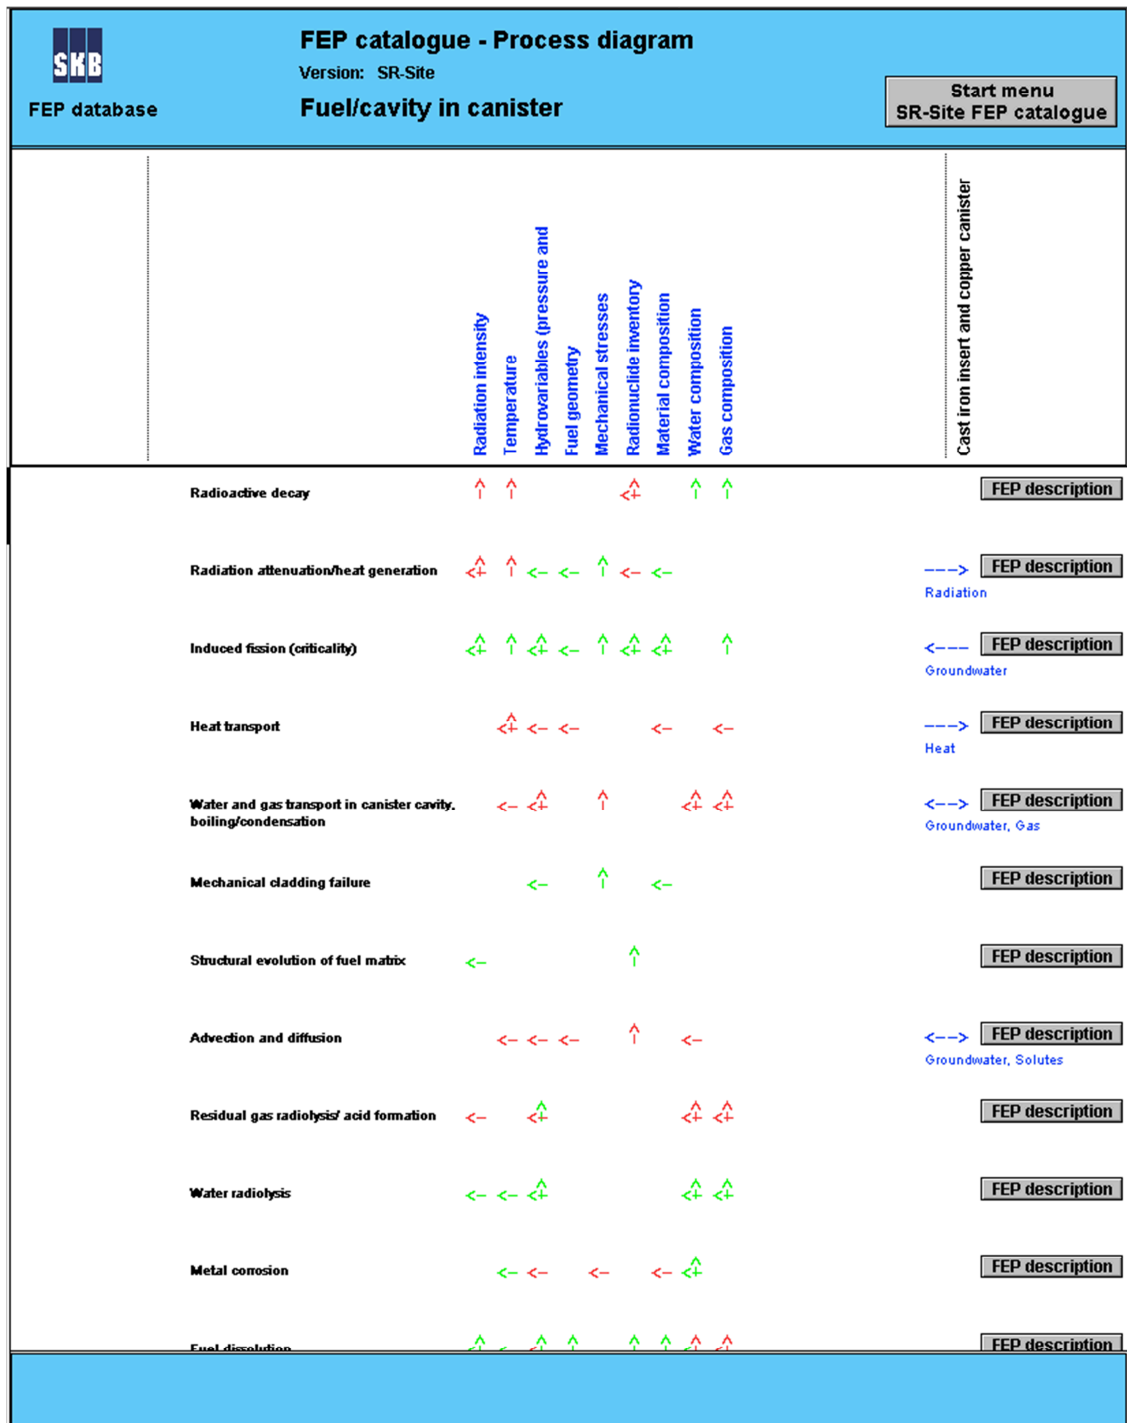 SKB
FEP database
FEP catalogue - Process diagram
Version: SR-Site
Fuel/cavity in canister
Start menu
SR-Site FEP catalogue
Radiation intensity
Temperature
Hydrovariables (pressure and
Fuel geometry
Mechanical stresses
Radionuclide inventory
Material composition
Water composition
Gas composition
Cast iron insert and copper canister
Radioactive decay
FEP description
Radiation attenuation/heat generation
FEP description
Radiation
Induced fission (criticality)
FEP description
Groundwater
Heat transport
FEP description
Heat
Water and gas transport in canister cavity,
boiling/condensation
FEP description
Groundwater, Gas
Mechanical cladding failure
FEP description
Structural evolution of fuel matrix
FEP description
Advection and diffusion
FEP description
Groundwater, Solutes
Residual gas radiolysis/ acid formation
FEP description
Water radiolysis
FEP description
Metal corrosion
FEP description
Fuel dissolution
FEP description